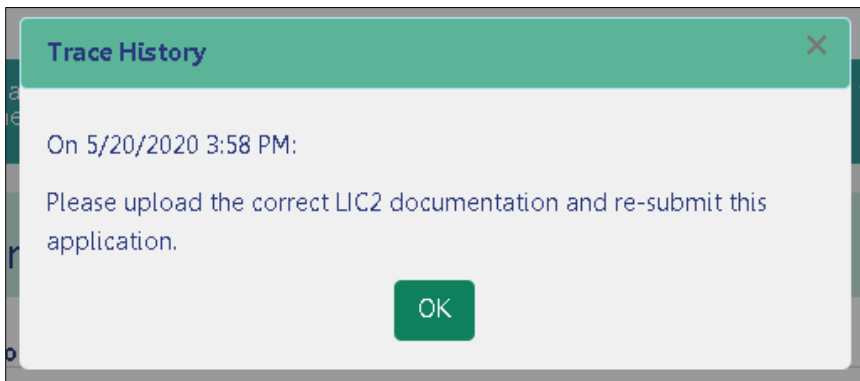 Trace History
On 5/20/2020 3:58 PM:
Please upload the correct LIC2 documentation and re-submit this
application.
OK